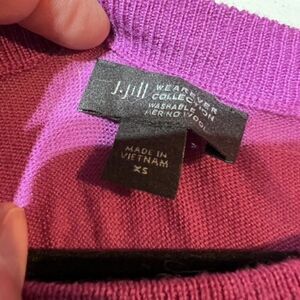 J.Jill
WEAREVER
COLLECTION
WASHABLE
MERINO WOOL
MADE IN
VIETNAM
XS